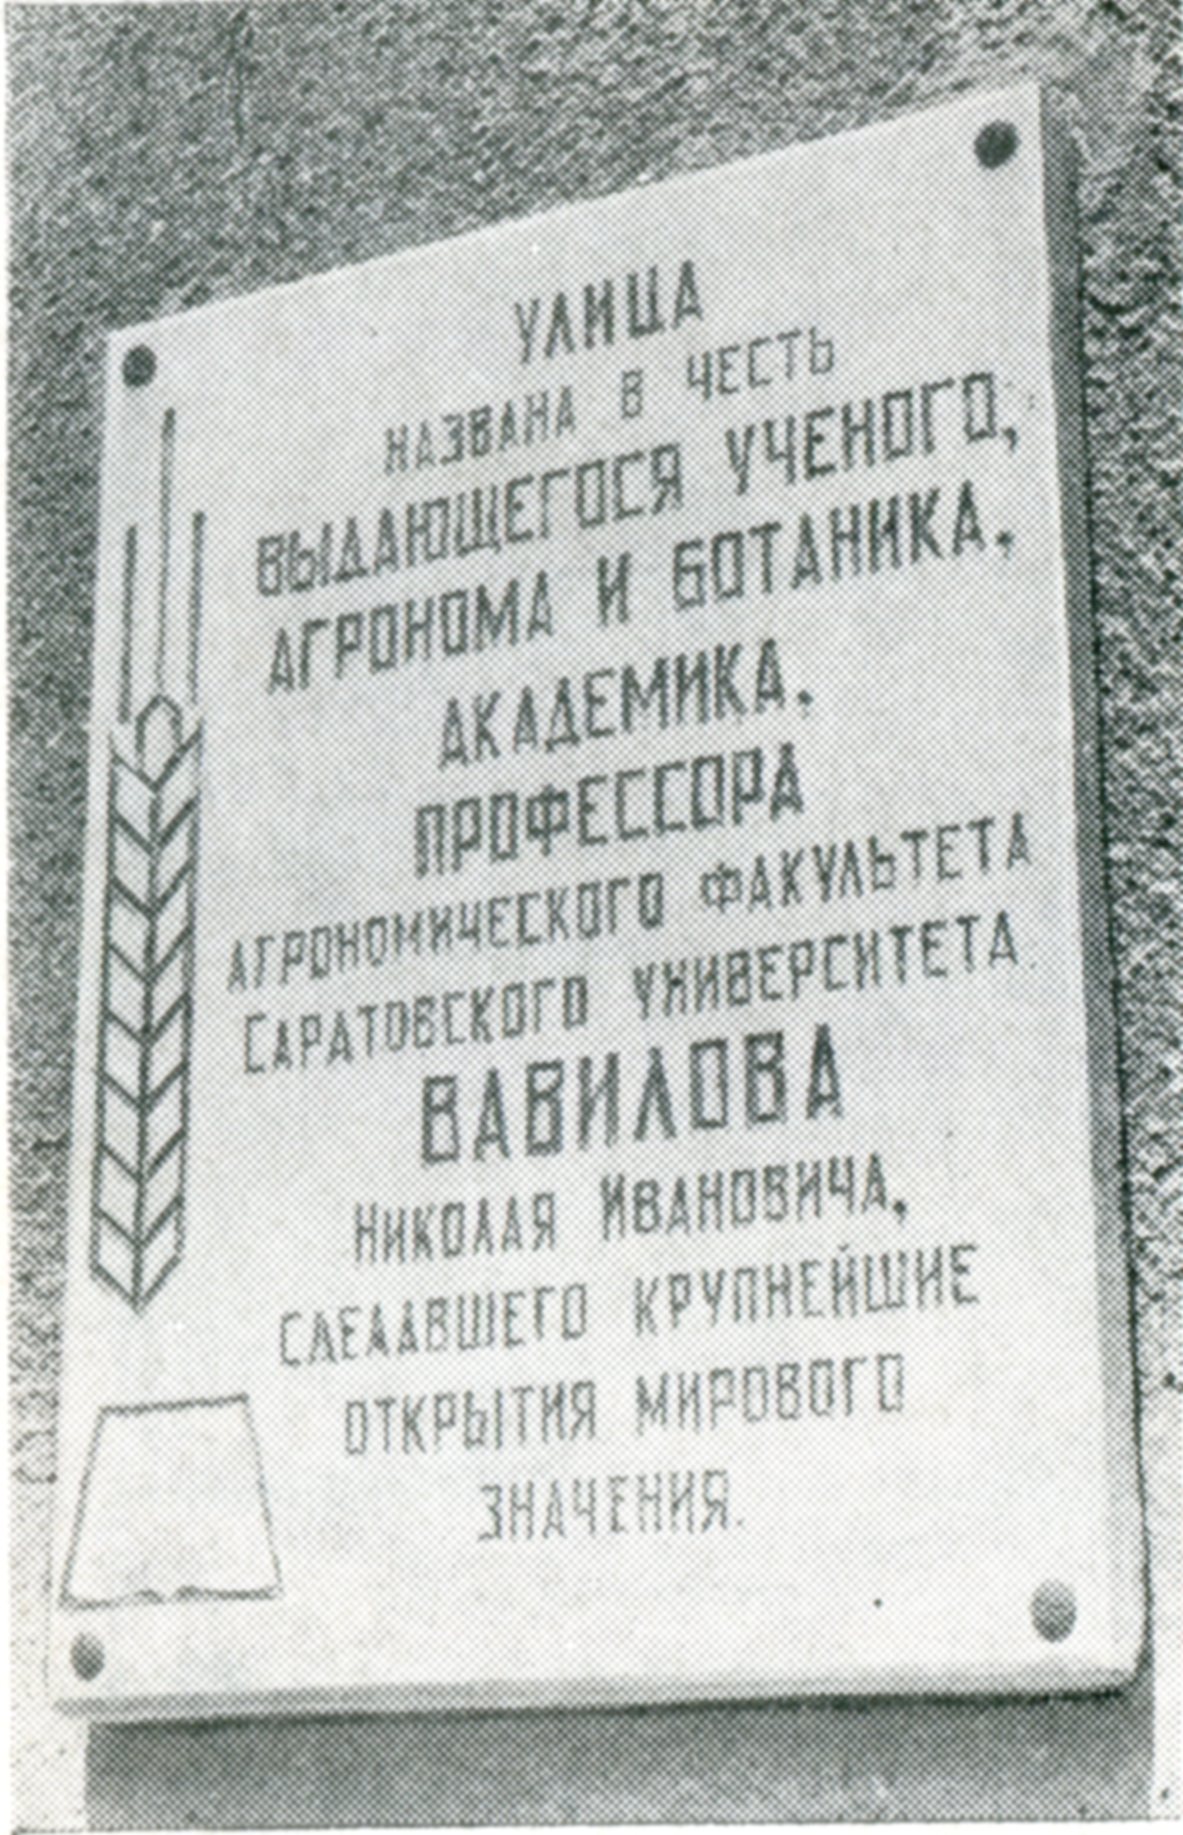 УЛИЦА
НАЗВАНА В ЧЕСТЬ
ВЫДАЮЩЕГОСЯ УЧЕНОГО,
АГРОНОМА И БОТАНИКА,
АКАДЕМИКА,
ПРОФЕССОРА
АГРОНОМИЧЕСКОГО ФАКУЛЬТЕТА
САРАТОВСКОГО УНИВЕРСИТЕТА
ВАВИЛОВА
НИКОЛАЯ ИВАНОВИЧА,
СЛЕДАВШЕГО КРУПНЕЙШИЕ
ОТКРЫТИЯ МИРОВОГО
ЗНАЧЕНИЯ.